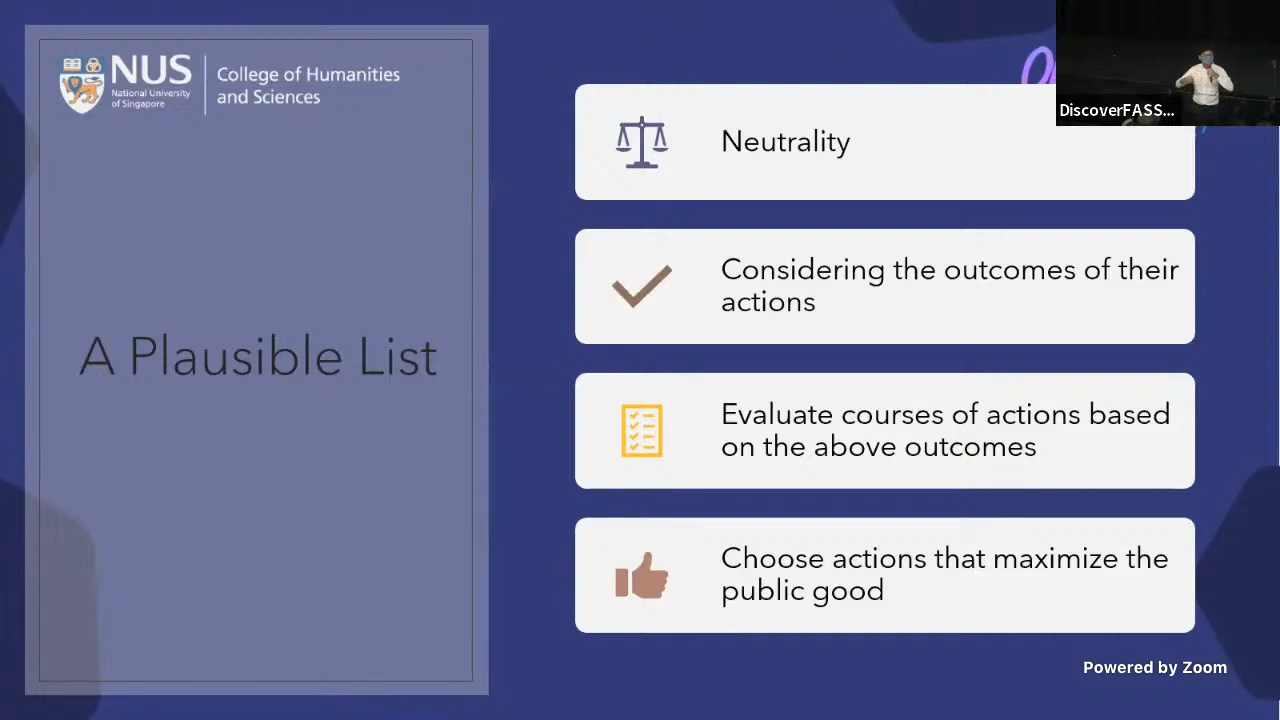 NUS
National University
of Singapore
College of Humanities
and Sciences
A Plausible List
DiscoverFASS...
Neutrality
Considering the outcomes of their
actions
Evaluate courses of actions based
on the above outcomes
Choose actions that maximize the
public good
Powered by Zoom